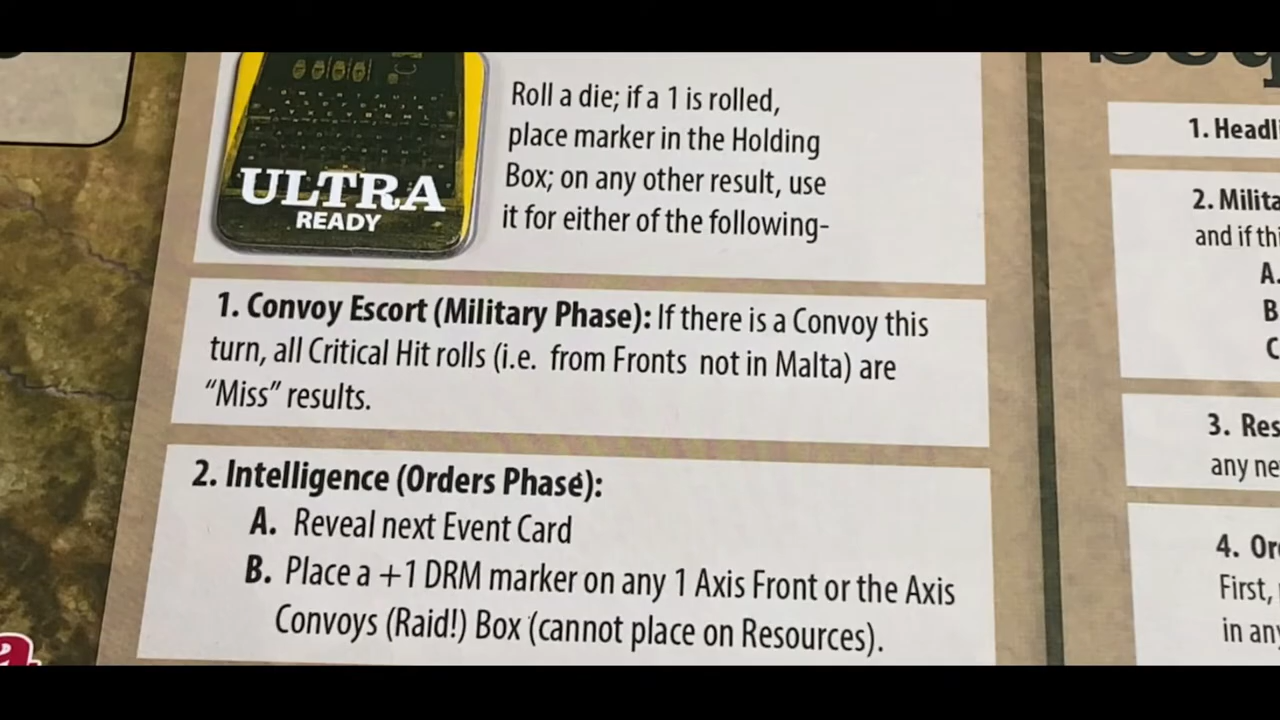 ULTRA
READY
Roll a die; if a 1 is rolled,
place marker in the Holding
Box; on any other result, use
it for either of the following-
1. Convoy Escort (Military Phase): If there is a Convoy this
turn, all Critical Hit rolls (i.e. from Fronts not in Malta) are
“Miss” results.
2. Intelligence (Orders Phase):
A. Reveal next Event Card
B. Place a +1 DRM marker on any 1 Axis Front or the Axis
Convoys (Raid!) Box (cannot place on Resources).
1. Headli
2. Milita
and if thi
A.
B
C
3. Res
any ne
4. Or
First,
in any